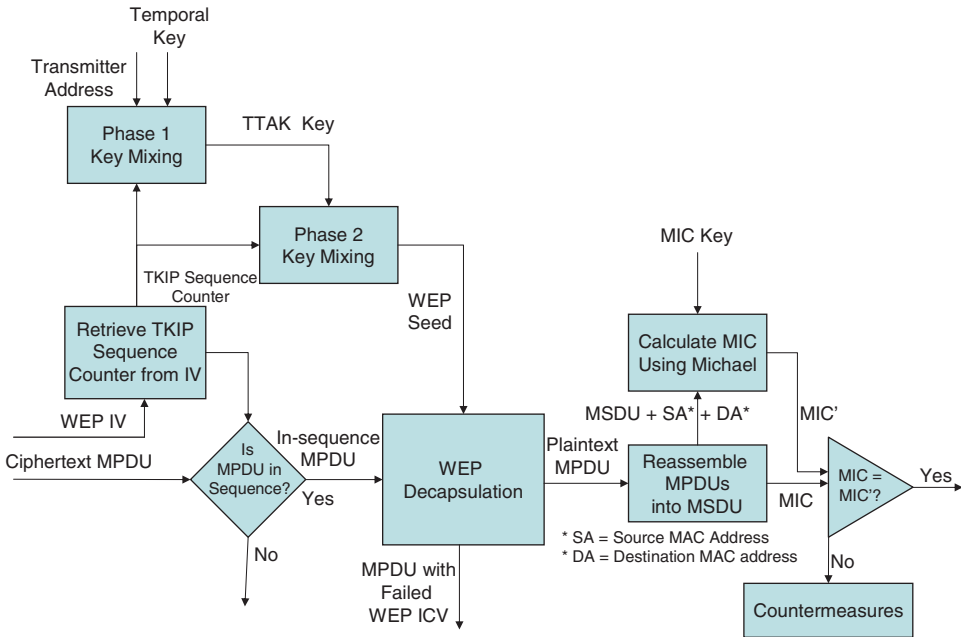 Temporal
Key
Transmitter
Address
Phase 1
Key Mixing
TTAK Key
Phase 2
Key Mixing
MIC Key
TKIP Sequence
Counter
WEP
Seed
Retrieve TKIP
Sequence
Counter from IV
Calculate MIC
Using Michael
WEP IV
MSDU + SA* + DA*
MIC'
Ciphertext MPDU
Is
MPDU in
Sequence?
In-sequence
MPDU
Yes
WEP
Decapsulation
Plaintext
MPDU
Reassemble
MPDUs
into MSDU
MIC
MIC =
MIC'?
Yes
* SA = Source MAC Address
* DA = Destination MAC address
No
MPDU with
Failed
WEP ICV
No
Countermeasures